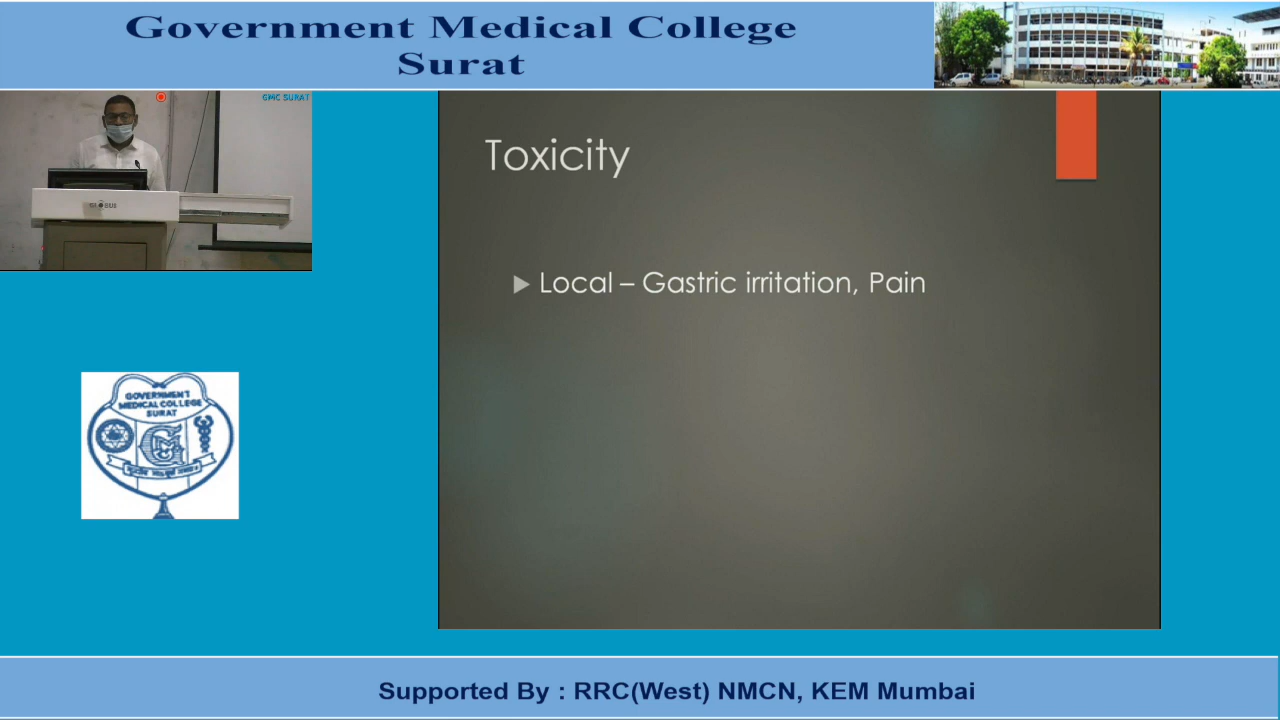 Government Medical College
Surat
GMC SURAT
Toxicity
Local – Gastric irritation, Pain
GOVERNMENT
MEDICAL COLLEGE
SURAT
Supported By : RRC(West) NMCN, KEM Mumbai